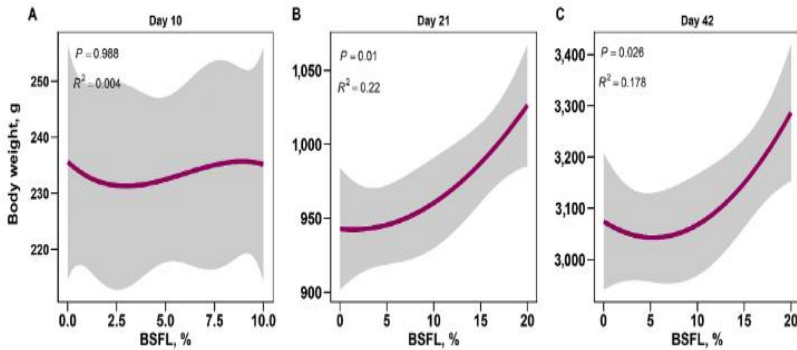 A
Day 10
P = 0.988
R² = 0.004
Body weight, g
250
240
230
220
0.0
2.5
5.0
7.5
10.0
BSFL, %
B
Day 21
P = 0.01
R² = 0.22
1,050
1,000
950
900
0
5
10
15
20
BSFL, %
C
Day 42
P = 0.026
R² = 0.178
3,400
3,300
3,200
3,100
3,000
0
5
10
15
20
BSFL, %